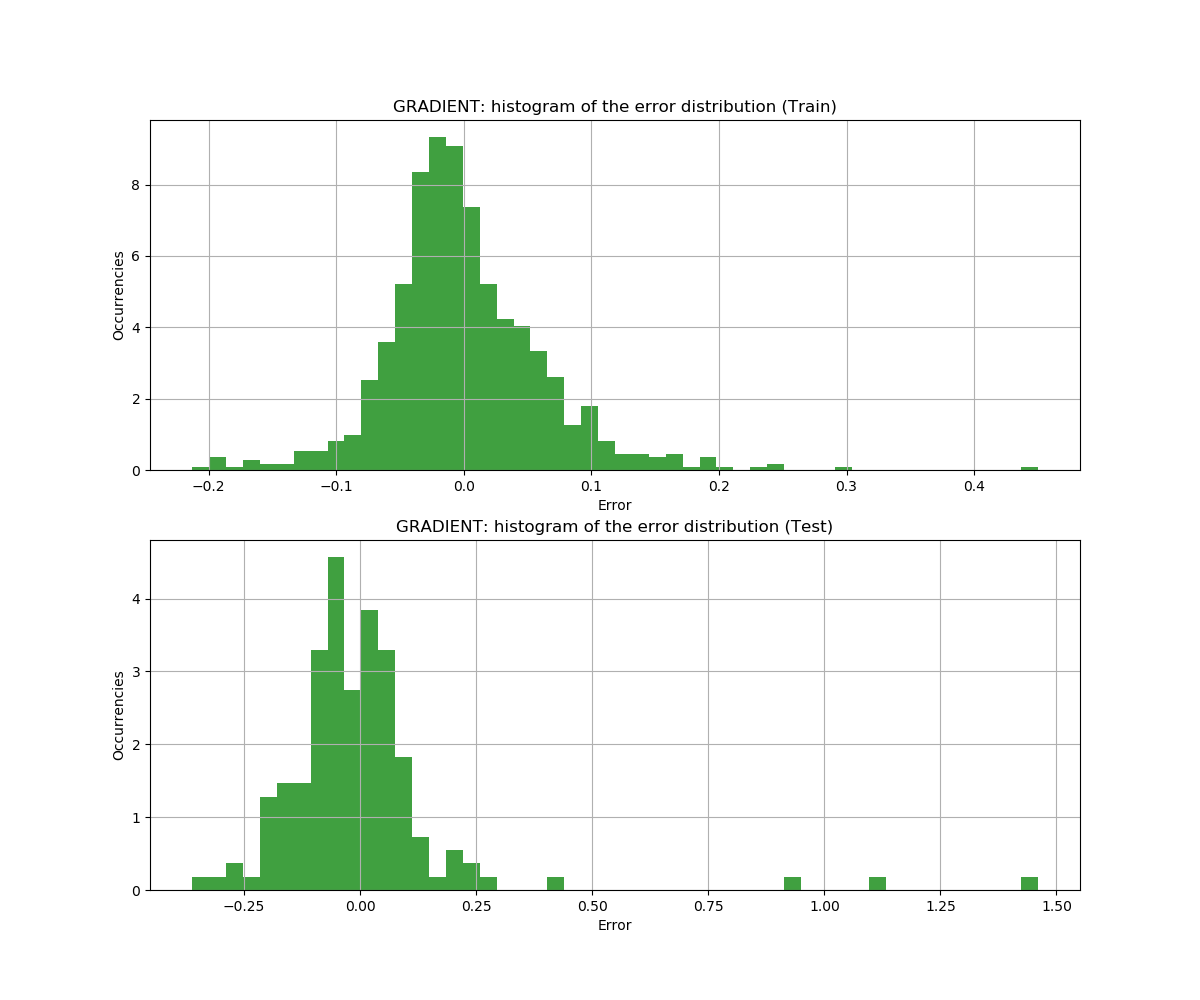 GRADIENT: histogram of the error distribution (Train)
Occurrencies
8
6
4
2
0
−0.2 −0.1 0.0 0.1 0.2 0.3 0.4
Error
GRADIENT: histogram of the error distribution (Test)
Occurrencies
4
3
2
1
0
−0.25 0.00 0.25 0.50 0.75 1.00 1.25 1.50
Error